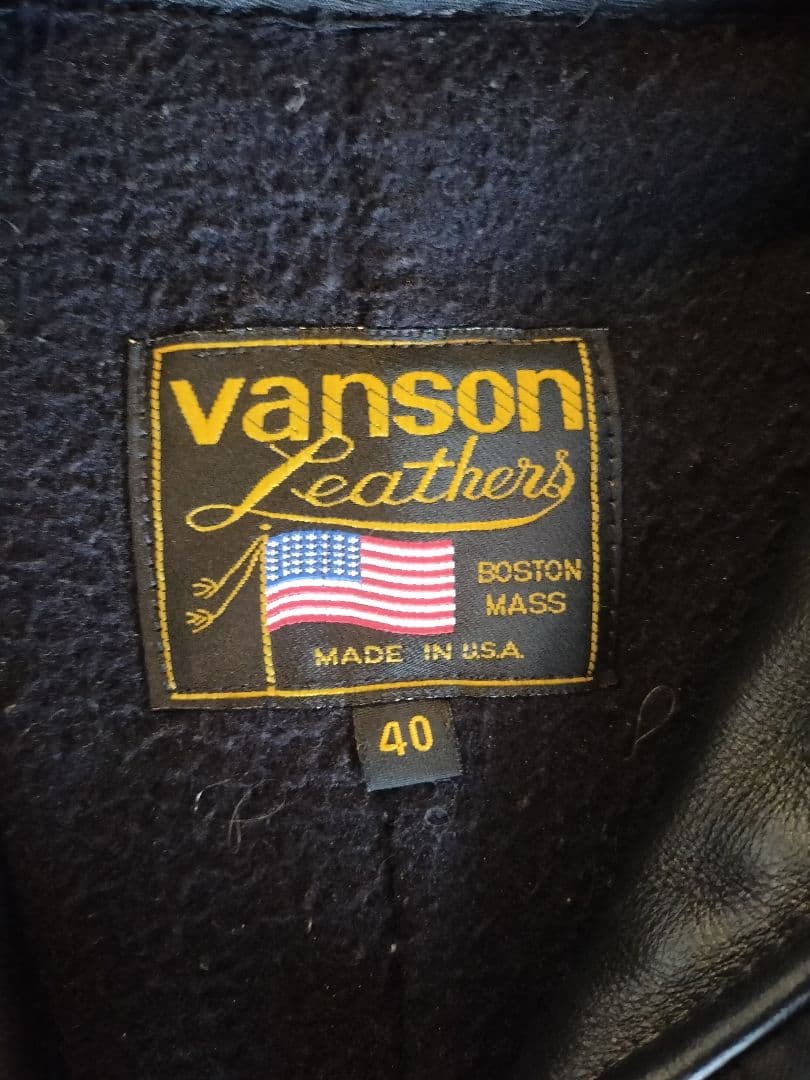 vanson
Leathers
BOSTON
MASS
MADE IN U.S.A.
40